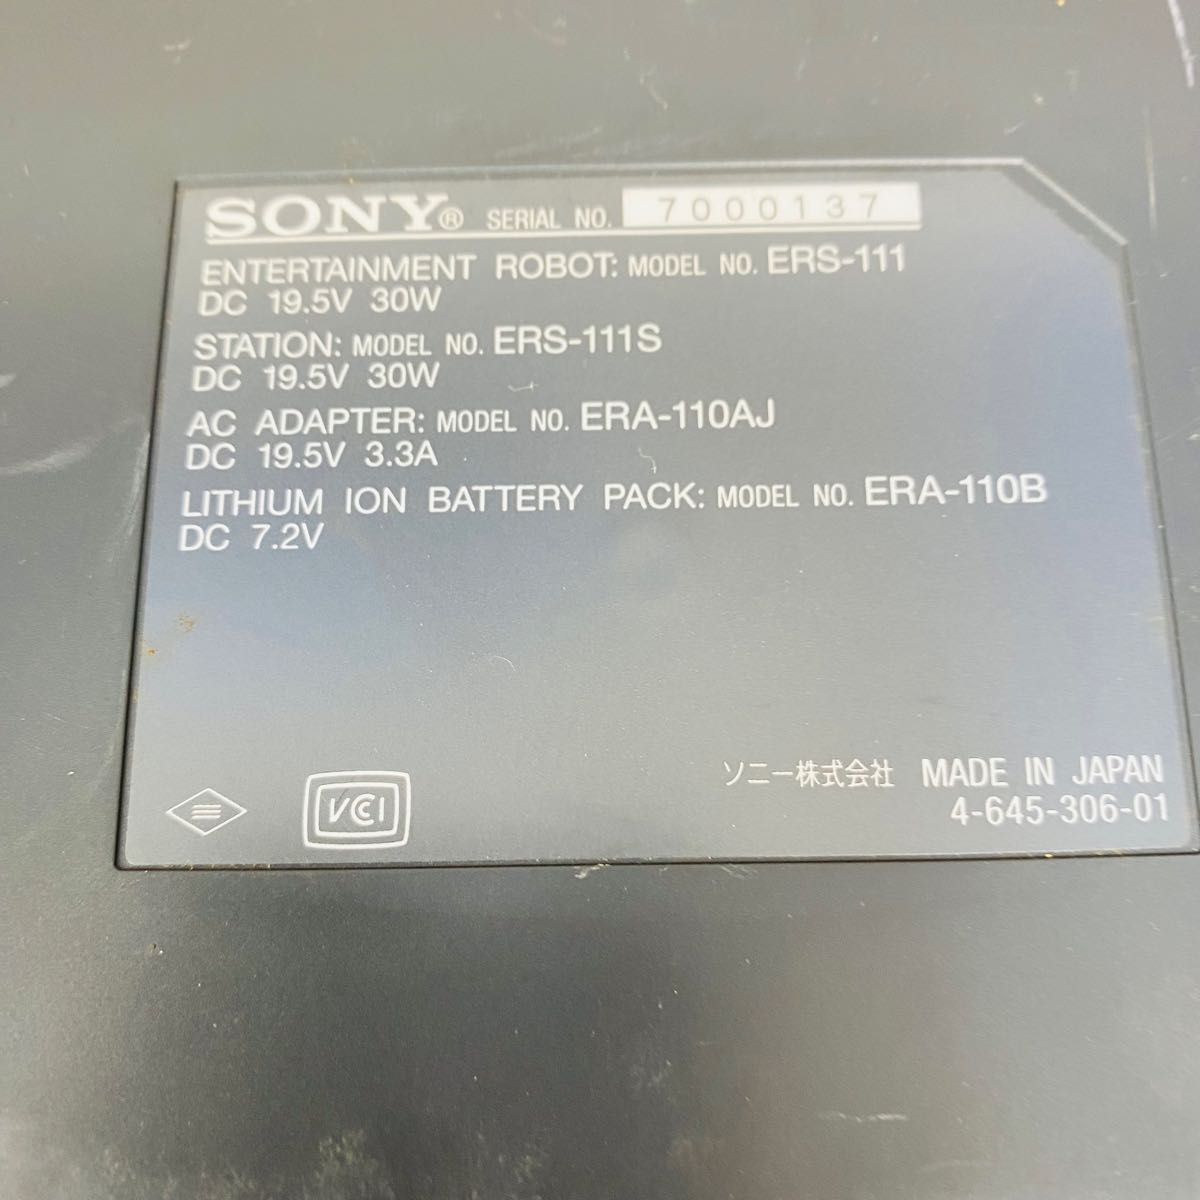 SONY® SERIAL NO. 7000137
ENTERTAINMENT ROBOT: MODEL NO. ERS-111
DC 19.5V 30W
STATION: MODEL NO. ERS-111S
DC 19.5V 30W
AC ADAPTER: MODEL NO. ERA-110AJ
DC 19.5V 3.3A
LITHIUM ION BATTERY PACK: MODEL NO. ERA-110B
DC 7.2V
VCCI
ソニー株式会社 MADE IN JAPAN
4-645-306-01